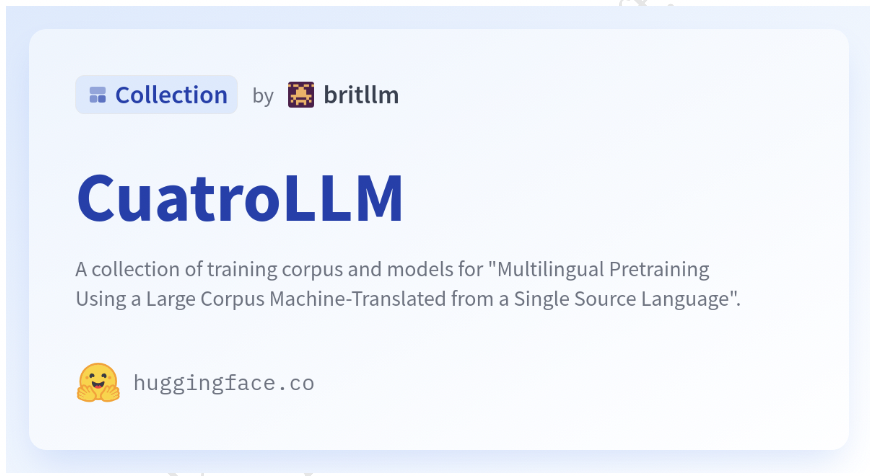 Collection by britllm
CuatroLLM
A collection of training corpus and models for "Multilingual Pretraining
Using a Large Corpus Machine-Translated from a Single Source Language".
huggingface.co